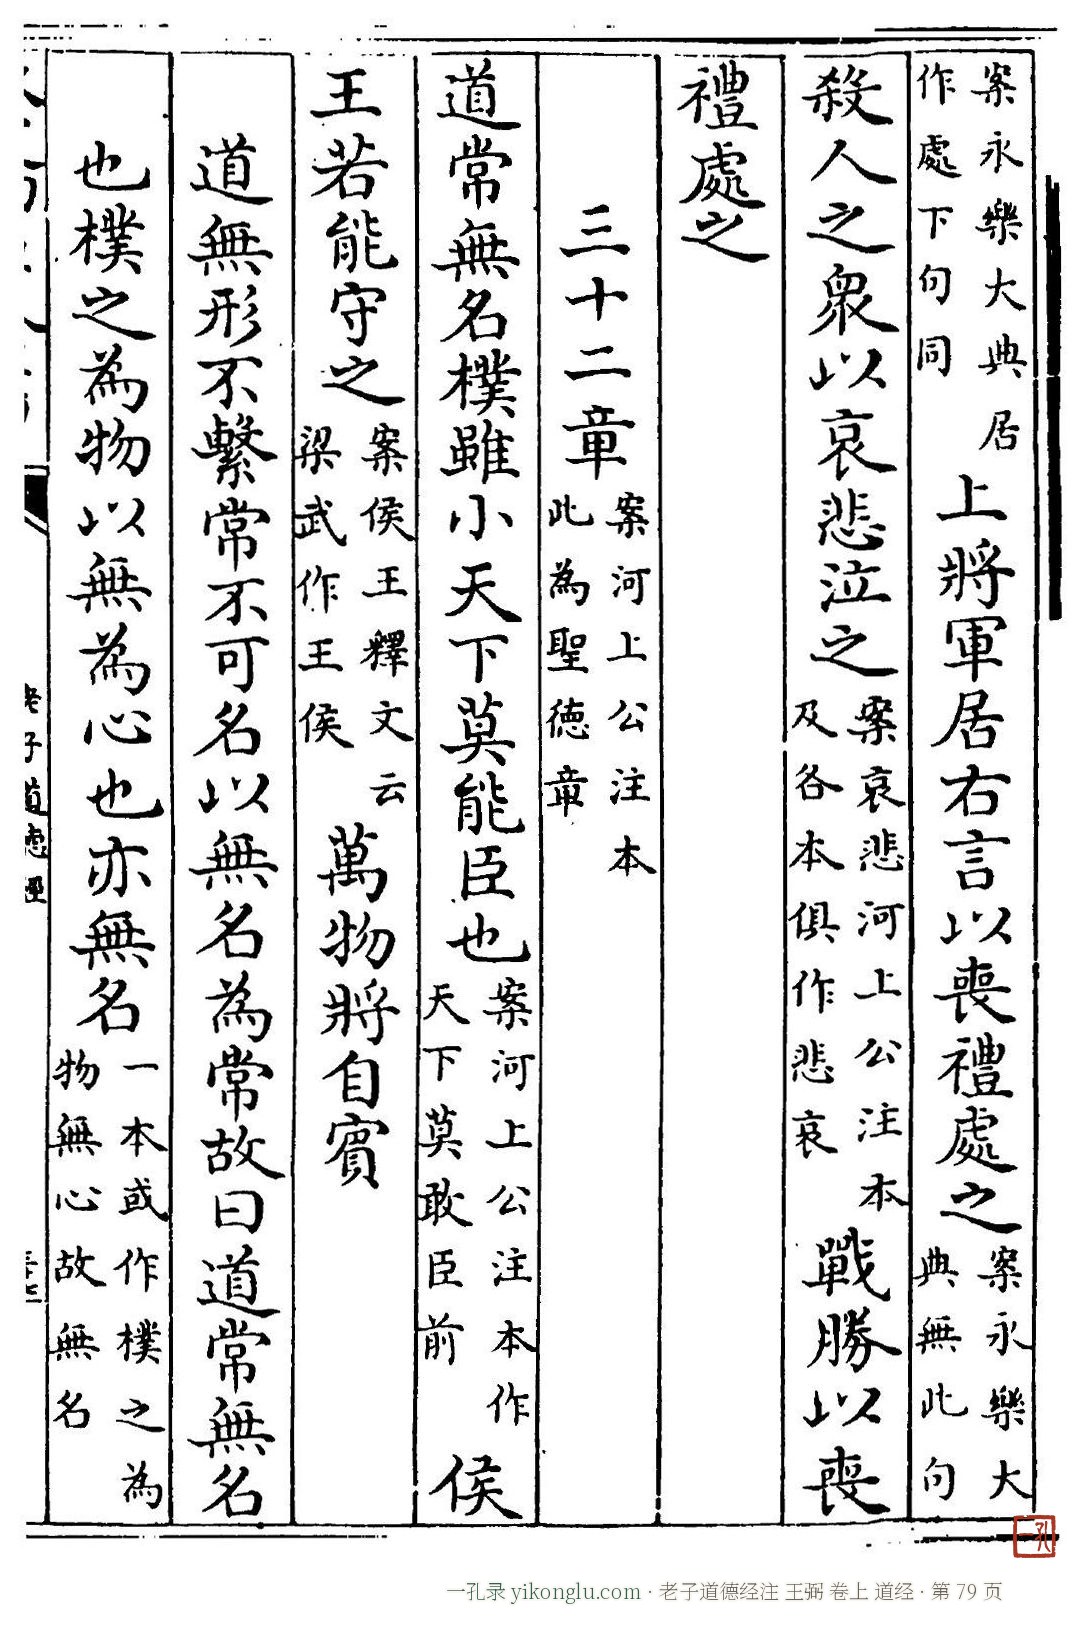 案永樂大典居作處下句同上將軍居右言以喪禮處之案永樂大典無此句
殺人之衆以哀悲泣之案哀悲河上公注本及各本俱作悲哀戰勝以喪
禮處之
三十二章案河上公注本此為聖德章
道常無名樸雖小天下莫能臣也案河上公注本作天下莫敢臣前侯
王若能守之案侯王釋文云梁武作王侯萬物將自賓
道無形不繫常不可名以無名為常故曰道常無名
也樸之為物以無為心也亦無名一本或作樸之為物無心故無名
老子道德經
一孔
一孔录 yikonglu.com · 老子道德经注 王弼 卷上 道经 · 第 79 页